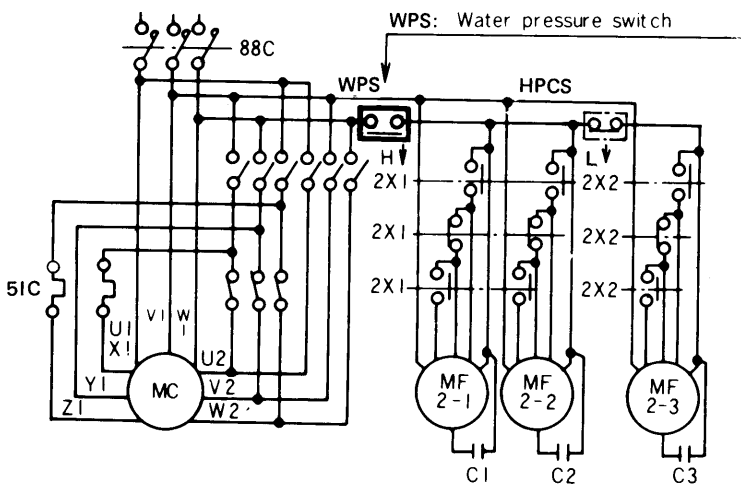 WPS: Water pressure switch
88C
WPS
HPCS
H
L
2X1
2X2
2X1
2X2
2X1
2X2
51C
U1
X1
V1
W1
U2
Y1
MC
V2
Z1
W2
MF
2-1
MF
2-2
MF
2-3
C1
C2
C3